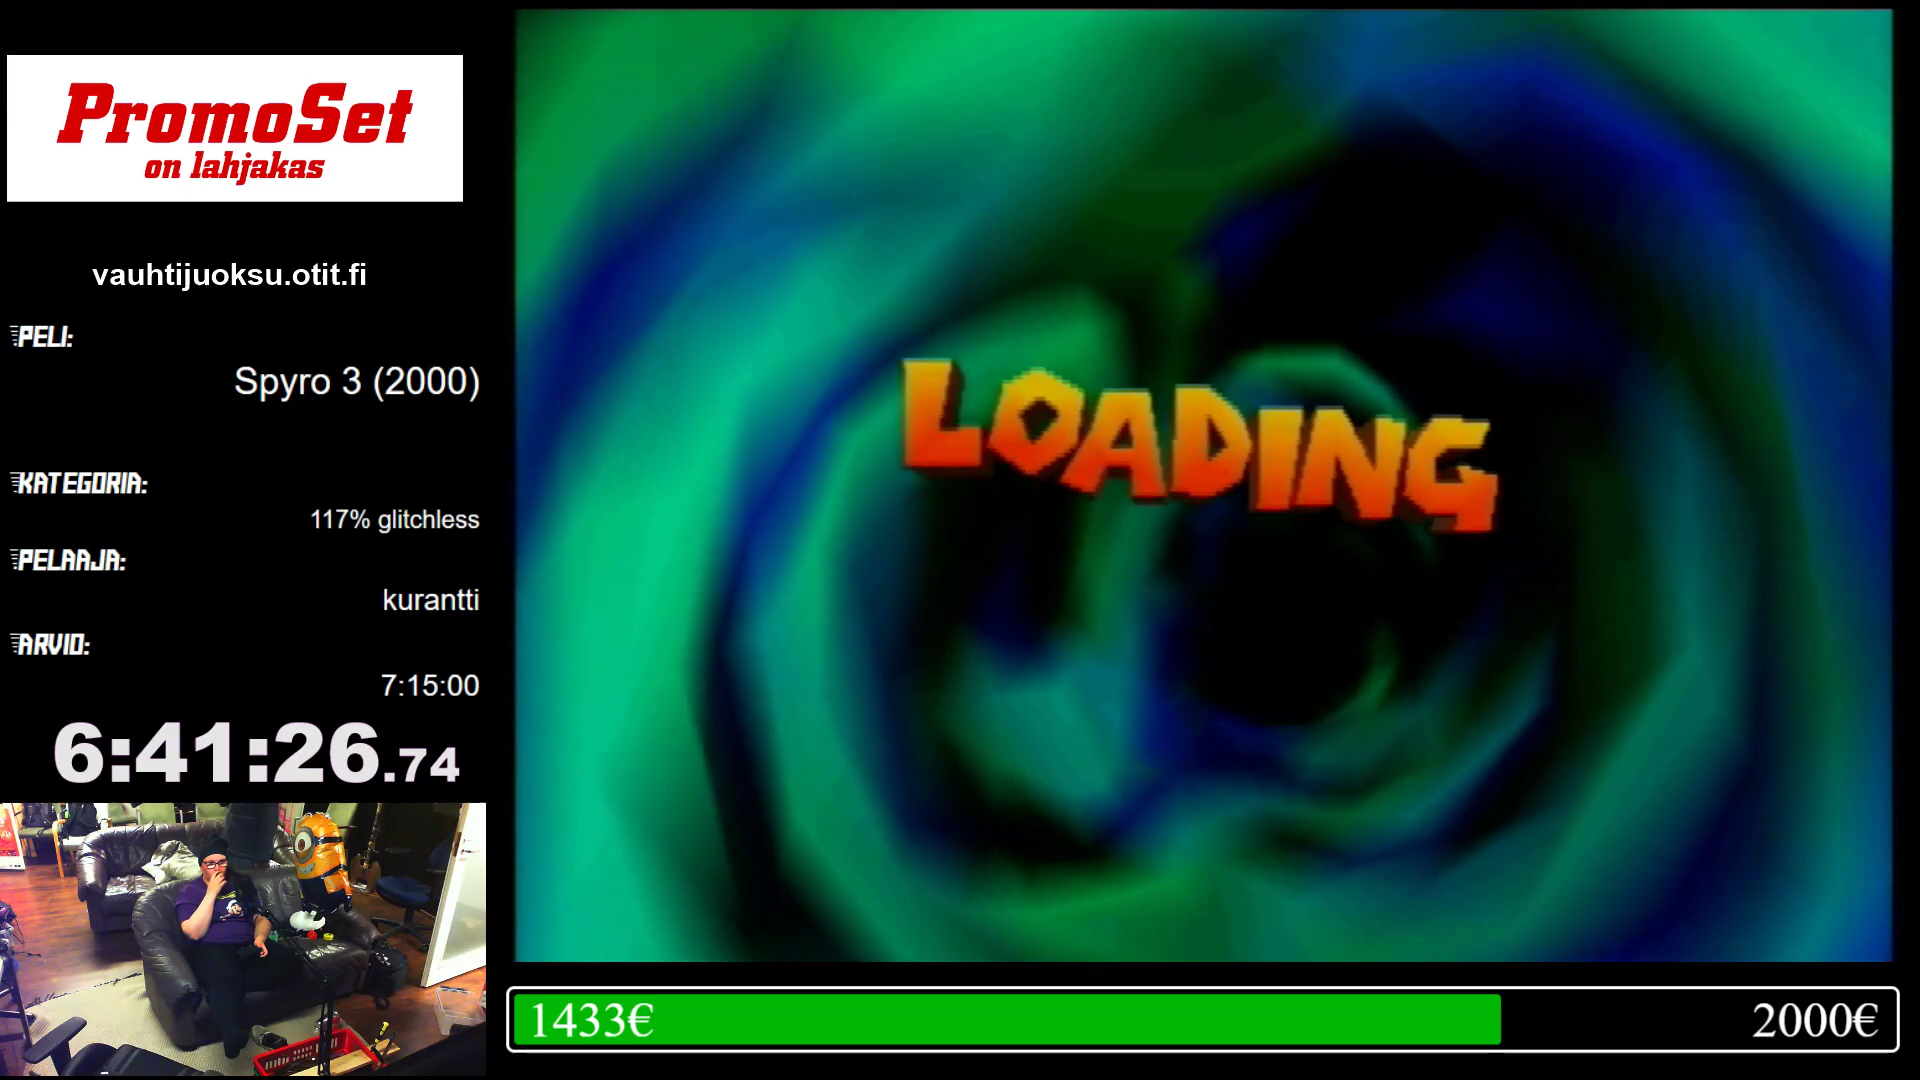 PromoSet
on lahjakas
vauhtijuoksu.otit.fi
PELI:
Spyro 3 (2000)
KATEGORIA:
117% glitchless
PELAAJA:
kurantti
ARVIO:
7:15:00
6:41:26.74
LOADING
1433€
2000€